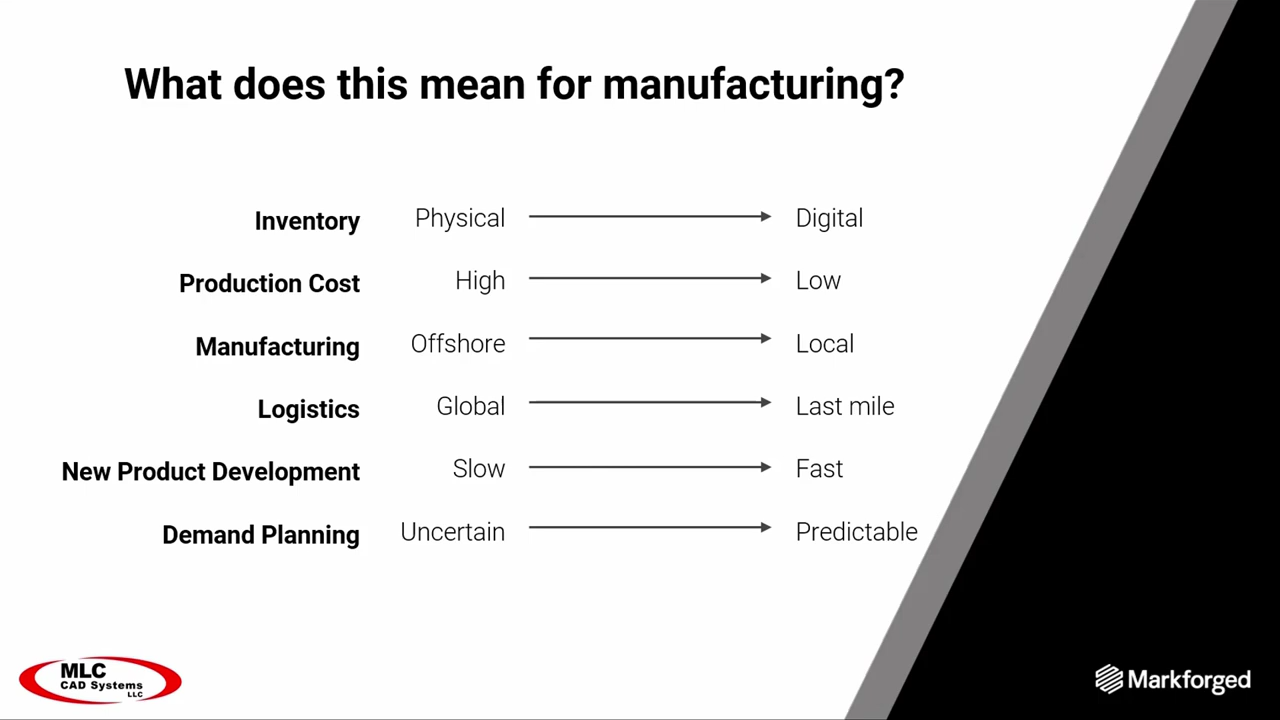 What does this mean for manufacturing?
Inventory Physical Digital
Production Cost High Low
Manufacturing Offshore Local
Logistics Global Last mile
New Product Development Slow Fast
Demand Planning Uncertain Predictable
MLC
CAD Systems
LLC
Markforged